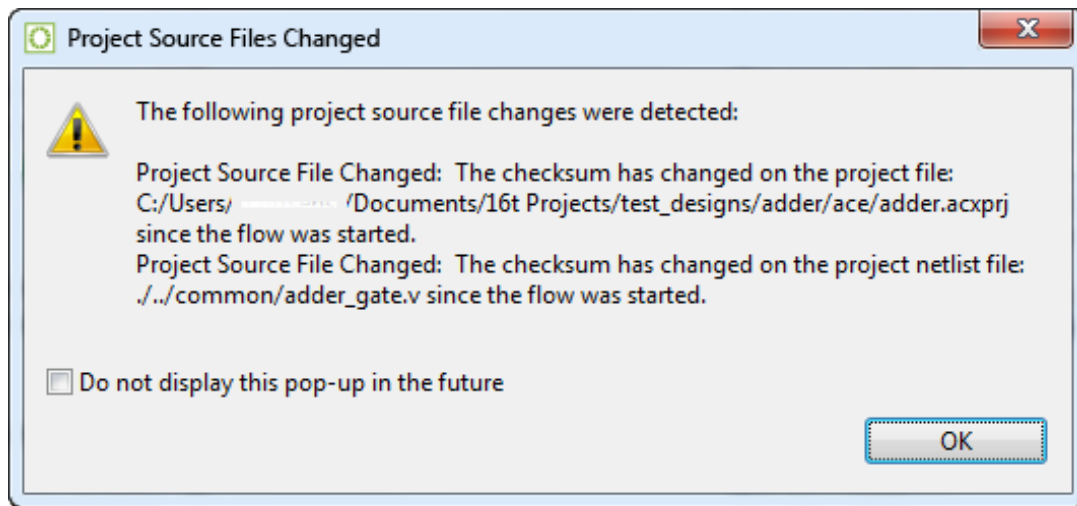 Project Source Files Changed
The following project source file changes were detected:
Project Source File Changed:  The checksum has changed on the project file:
C:/Users/ /Documents/16t Projects/test_designs/adder/ace/adder.acxprj
since the flow was started.
Project Source File Changed:  The checksum has changed on the project netlist file:
./../common/adder_gate.v since the flow was started.
Do not display this pop-up in the future
OK